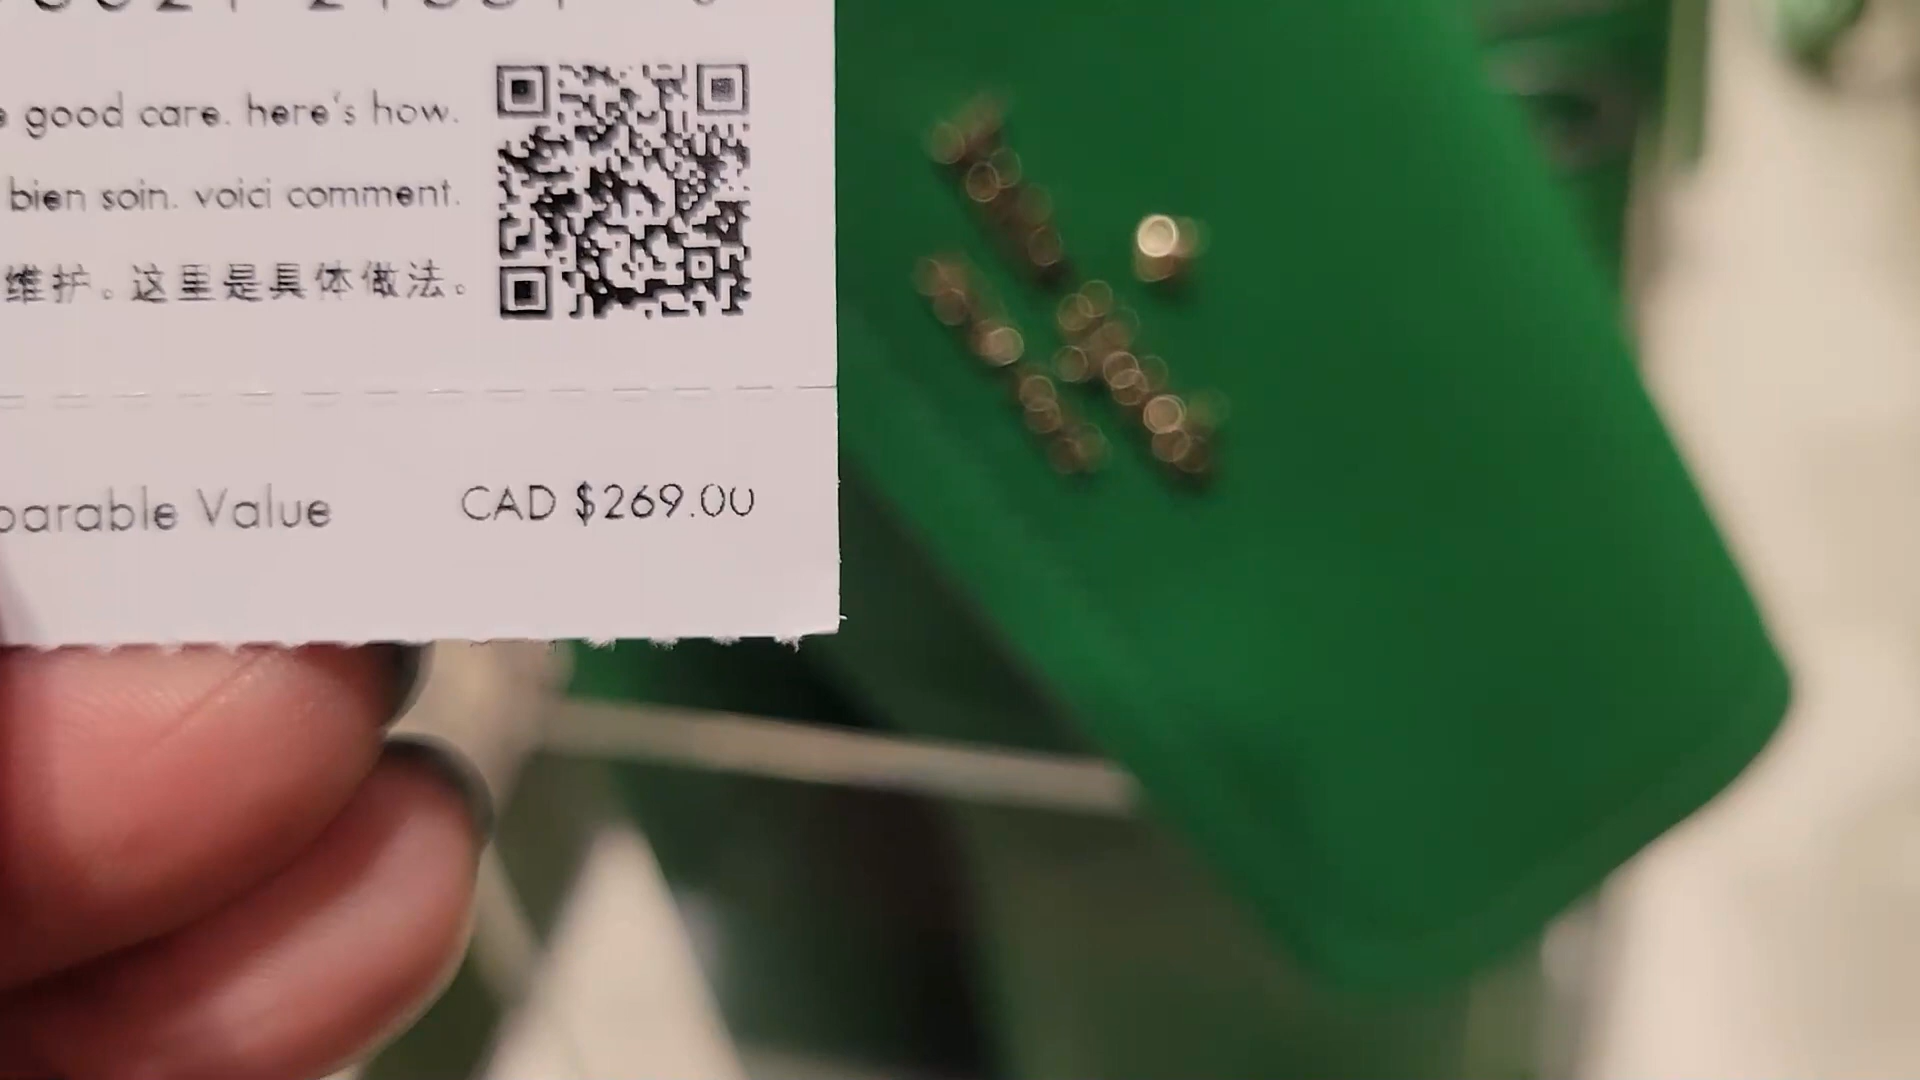 good care. here's how.
bien soin. voici comment.
维护。这里是具体做法。
parable Value CAD $269.00